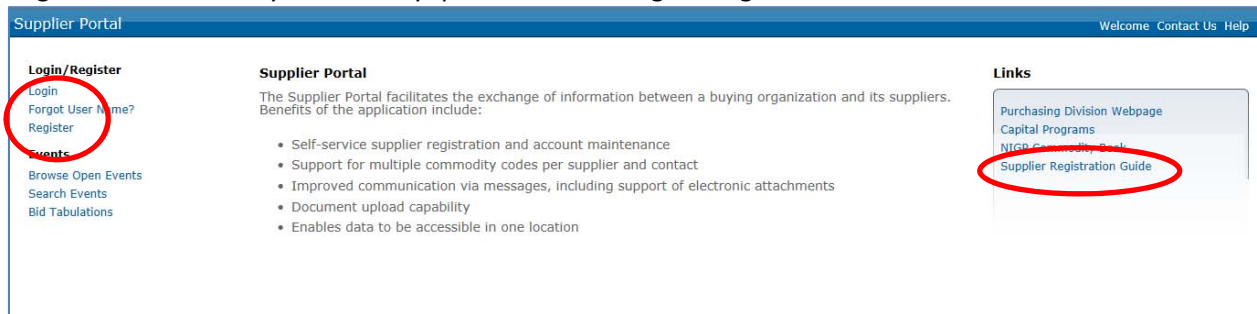 Supplier Portal
Welcome Contact Us Help
Login/Register
Login
Forgot User Name?
Register
Events
Browse Open Events
Search Events
Bid Tabulations
Supplier Portal
The Supplier Portal facilitates the exchange of information between a buying organization and its suppliers.
Benefits of the application include:
• Self-service supplier registration and account maintenance
• Support for multiple commodity codes per supplier and contact
• Improved communication via messages, including support of electronic attachments
• Document upload capability
• Enables data to be accessible in one location
Links
Purchasing Division Webpage
Capital Programs
NIGP Commodity Book
Supplier Registration Guide